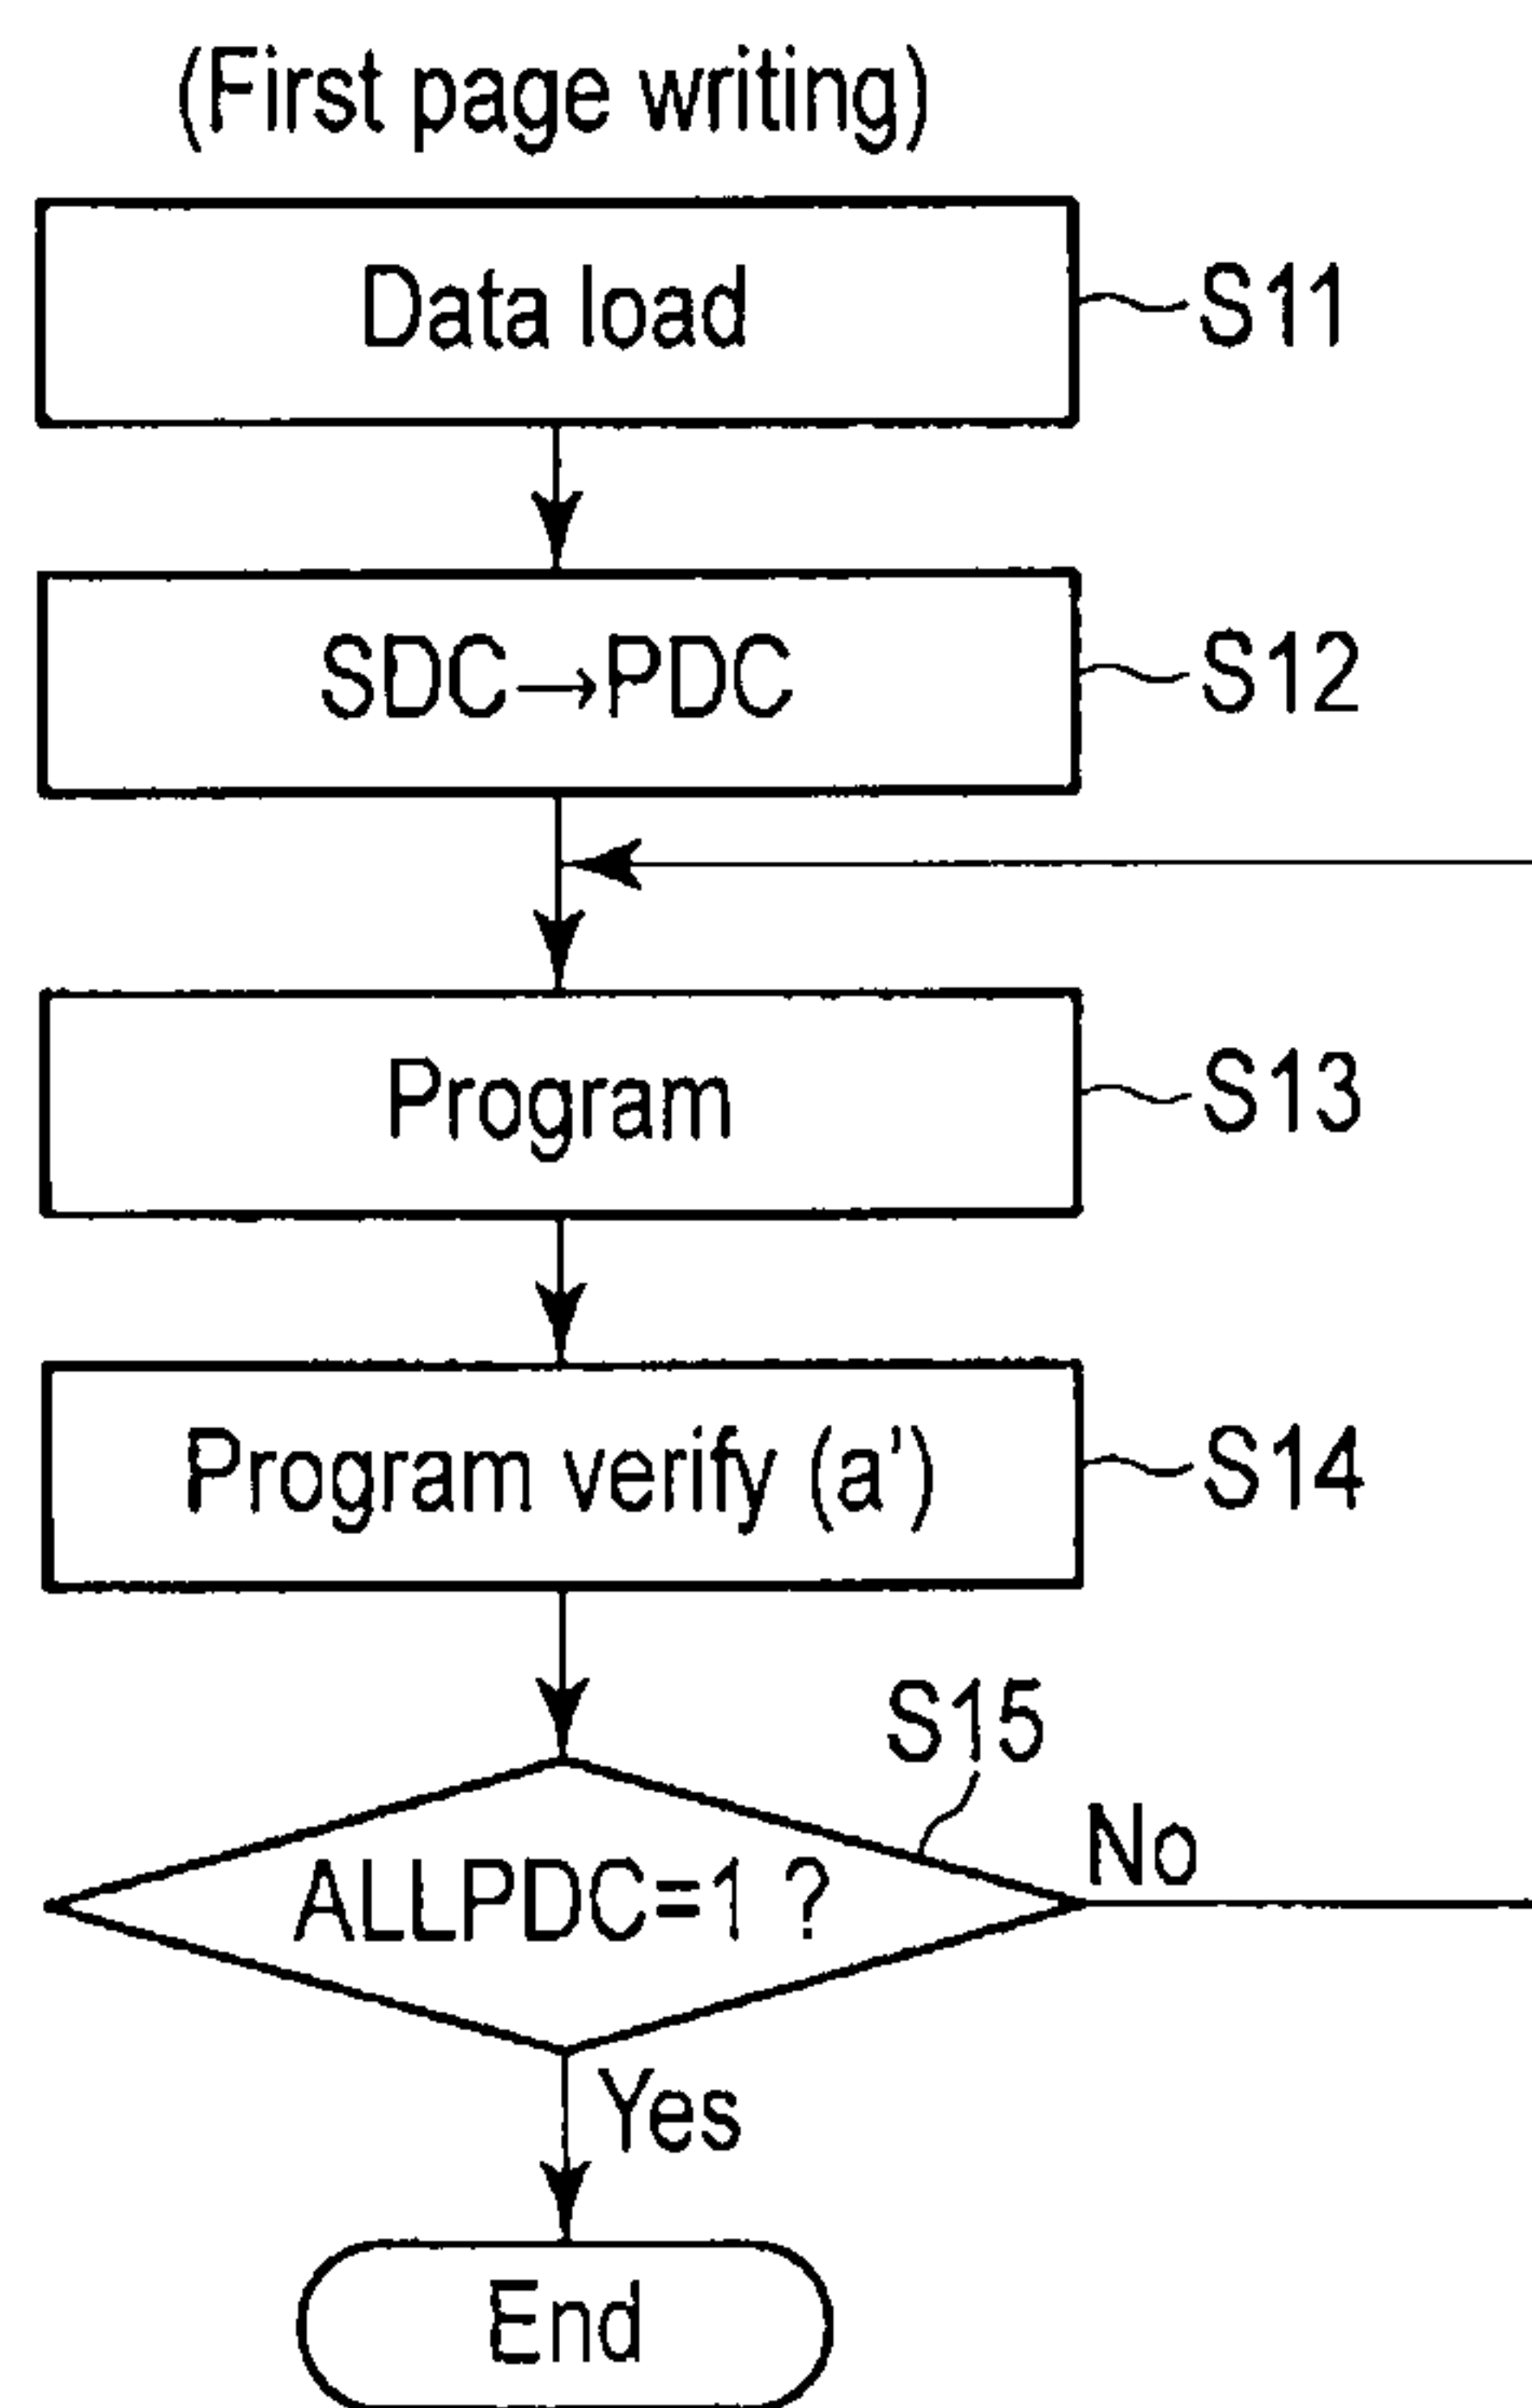 (First page writing)
Data load
S11
SDC→PDC
S12
Program
S13
Program verify (a')
S14
S15
ALLPDC=1 ?
No
Yes
End